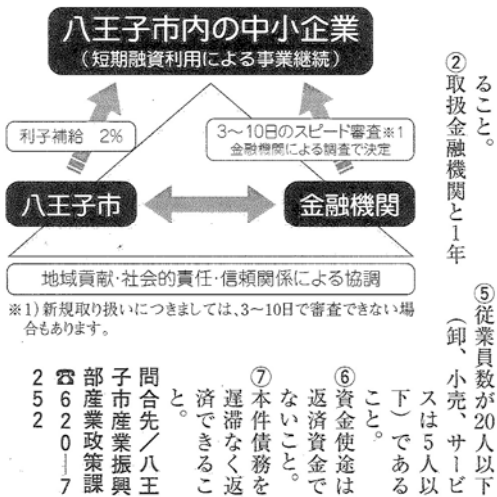 八王子市内の中小企業
（短期融資利用による事業継続）
利子補給 2%
3～10日のスピード審査※1
金融機関による調査で決定
八王子市
金融機関
地域貢献・社会的責任・信頼関係による協調
※1）新規取り扱いにつきましては、3～10日で審査できない場
合もあります。
ること。
②取扱金融機関と1年
⑤従業員数が20人以下
（卸、小売、サービ
スは5人以
下）である
こと。
⑥資金使途は
返済資金で
ないこと。
⑦本件債務を
遅滞なく返
済できるこ
と。
問合先／八王
子市産業振興
部産業政策課
☎620―7
252